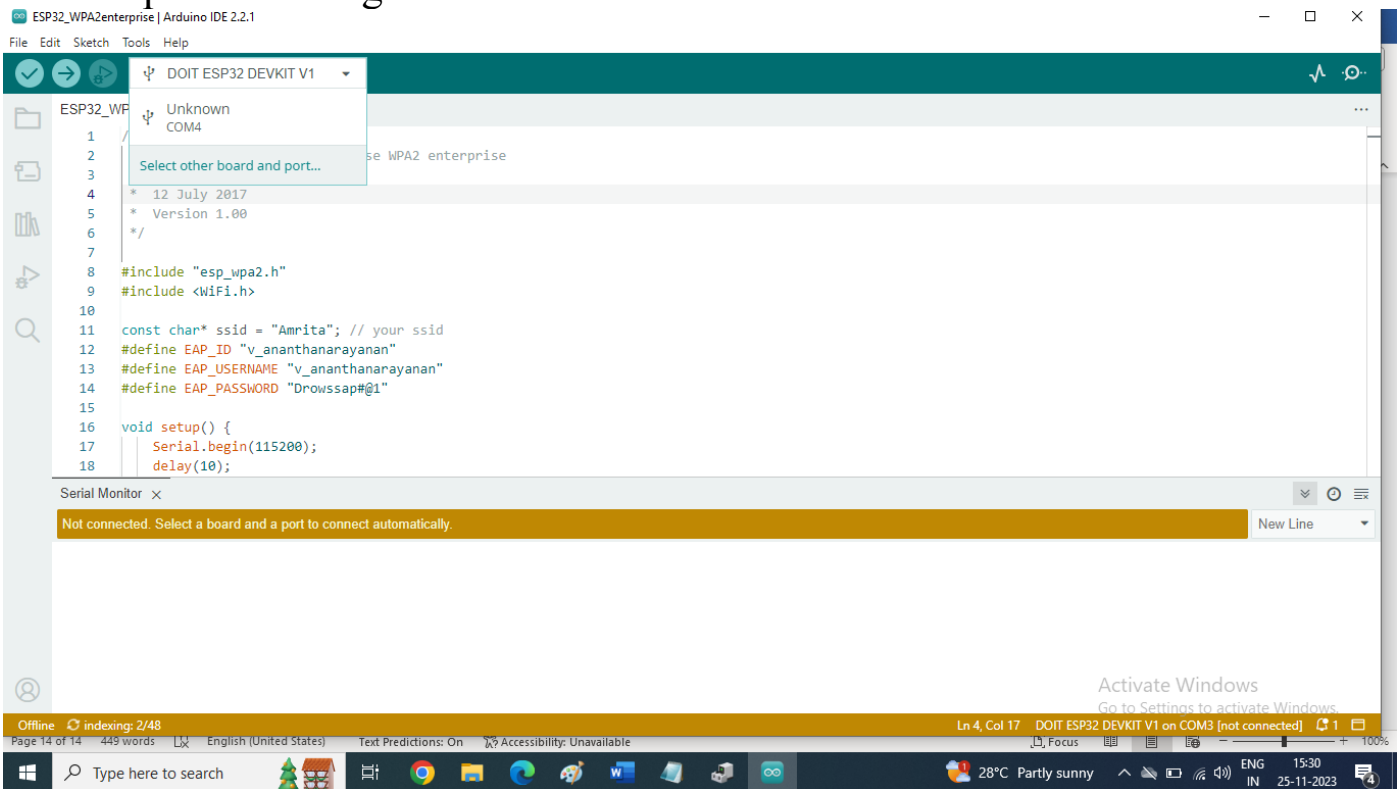 ESP32_WPA2enterprise | Arduino IDE 2.2.1
File Edit Sketch Tools Help
DOIT ESP32 DEVKIT V1
Unknown
COM4
Select other board and port...
ESP32_WP
...
1 /
2 se WPA2 enterprise
3
4 * 12 July 2017
5 * Version 1.00
6 */
7
8 #include "esp_wpa2.h"
9 #include <WiFi.h>
10
11 const char* ssid = "Amrita"; // your ssid
12 #define EAP_ID "v_ananthanarayanan"
13 #define EAP_USERNAME "v_ananthanarayanan"
14 #define EAP_PASSWORD "Drowssap#@1"
15
16 void setup() {
17 Serial.begin(115200);
18 delay(10);
Serial Monitor
Not connected. Select a board and a port to connect automatically.
New Line
Activate Windows
Go to Settings to activate Windows.
Offline indexing: 2/48 Ln 4, Col 17 DOIT ESP32 DEVKIT V1 on COM3 [not connected] 1
Page 14 of 14 449 words English (United States) Text Predictions: On Accessibility: Unavailable Focus 100%
Type here to search 28°C Partly sunny ENG 15:30
IN 25-11-2023 4